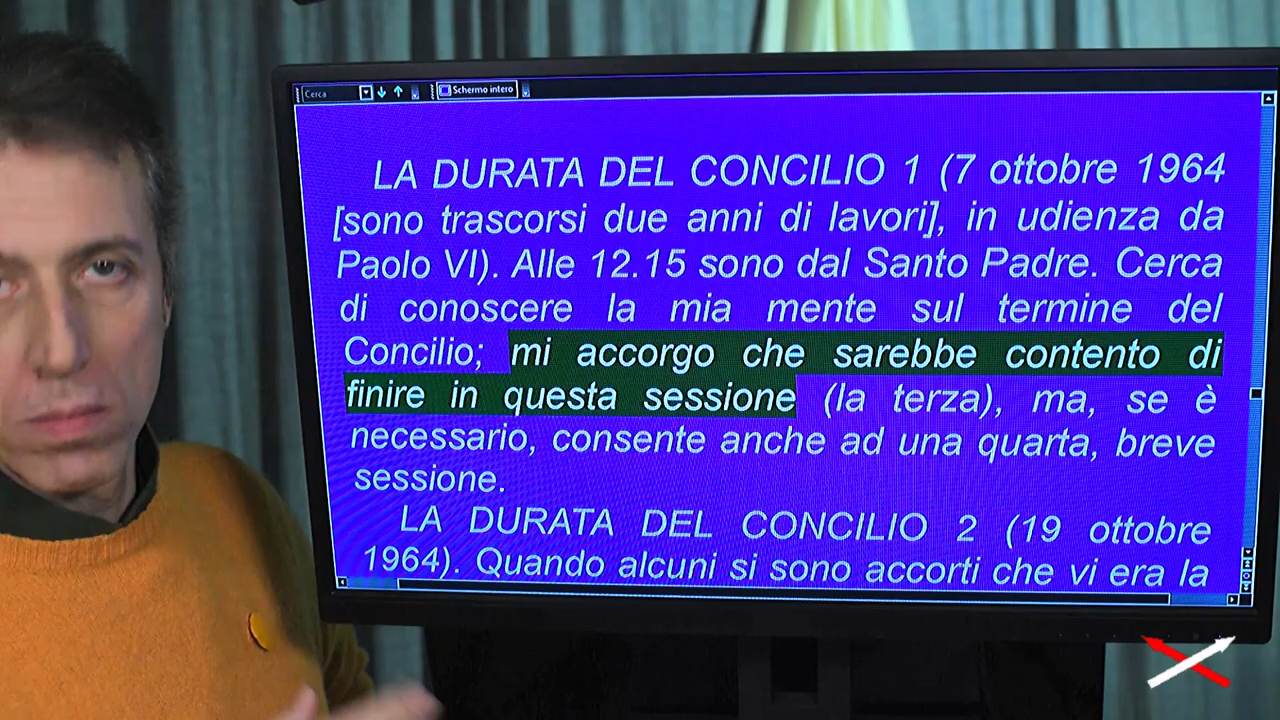 Cerca
Schermo intero
LA DURATA DEL CONCILIO 1 (7 ottobre 1964
[sono trascorsi due anni di lavori], in udienza da
Paolo VI). Alle 12.15 sono dal Santo Padre. Cerca
di conoscere la mia mente sul termine del
Concilio; mi accorgo che sarebbe contento di
finire in questa sessione (la terza), ma, se è
necessario, consente anche ad una quarta, breve
sessione.
LA DURATA DEL CONCILIO 2 (19 ottobre
1964). Quando alcuni si sono accorti che vi era la